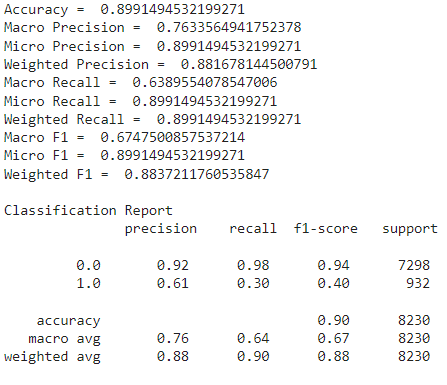 Accuracy =  0.8991494532199271
Macro Precision =  0.7633564941752378
Micro Precision =  0.8991494532199271
Weighted Precision =  0.881678144500791
Macro Recall =  0.6389554078547006
Micro Recall =  0.8991494532199271
Weighted Recall =  0.8991494532199271
Macro F1 =  0.6747500857537214
Micro F1 =  0.8991494532199271
Weighted F1 =  0.8837211760535847
Classification Report
precision recall f1-score support
0.0 0.92 0.98 0.94 7298
1.0 0.61 0.30 0.40 932
accuracy 0.90 8230
macro avg 0.76 0.64 0.67 8230
weighted avg 0.88 0.90 0.88 8230